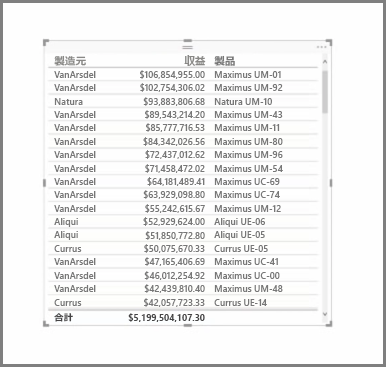 製造元 収益 製品
VanArsdel $106,854,955.00 Maximus UM-01
VanArsdel $102,754,306.02 Maximus UM-92
Natura $93,883,806.68 Natura UM-10
VanArsdel $89,543,214.20 Maximus UM-43
VanArsdel $85,777,716.53 Maximus UM-11
VanArsdel $84,342,026.56 Maximus UM-80
VanArsdel $72,437,012.62 Maximus UM-96
VanArsdel $71,458,472.02 Maximus UM-54
VanArsdel $64,181,489.41 Maximus UC-69
VanArsdel $63,929,098.80 Maximus UC-74
VanArsdel $55,242,615.67 Maximus UM-12
Aliqui $52,929,624.00 Aliqui UE-06
Aliqui $51,850,772.80 Aliqui UE-05
Currus $50,075,670.33 Currus UE-05
VanArsdel $47,165,406.69 Maximus UC-41
VanArsdel $46,012,254.92 Maximus UC-00
VanArsdel $42,439,810.40 Maximus UM-48
Currus $42,057,723.33 Currus UE-14
合計 $5,199,504,107.30